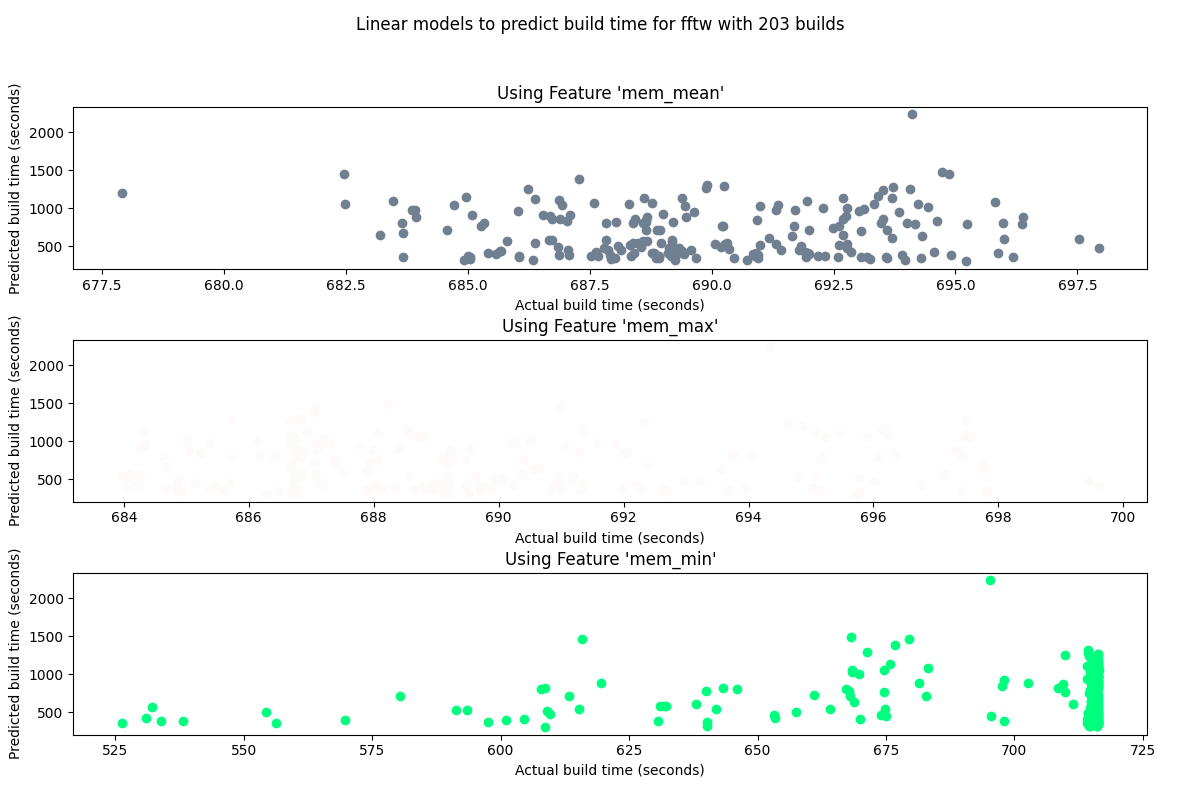 Linear models to predict build time for fftw with 203 builds
Using Feature 'mem_mean'
Predicted build time (seconds)
2000
1500
1000
500
677.5 680.0 682.5 685.0 687.5 690.0 692.5 695.0 697.5
Actual build time (seconds)
Using Feature 'mem_max'
Predicted build time (seconds)
2000
1500
1000
500
684 686 688 690 692 694 696 698 700
Actual build time (seconds)
Using Feature 'mem_min'
Predicted build time (seconds)
2000
1500
1000
500
525 550 575 600 625 650 675 700 725
Actual build time (seconds)